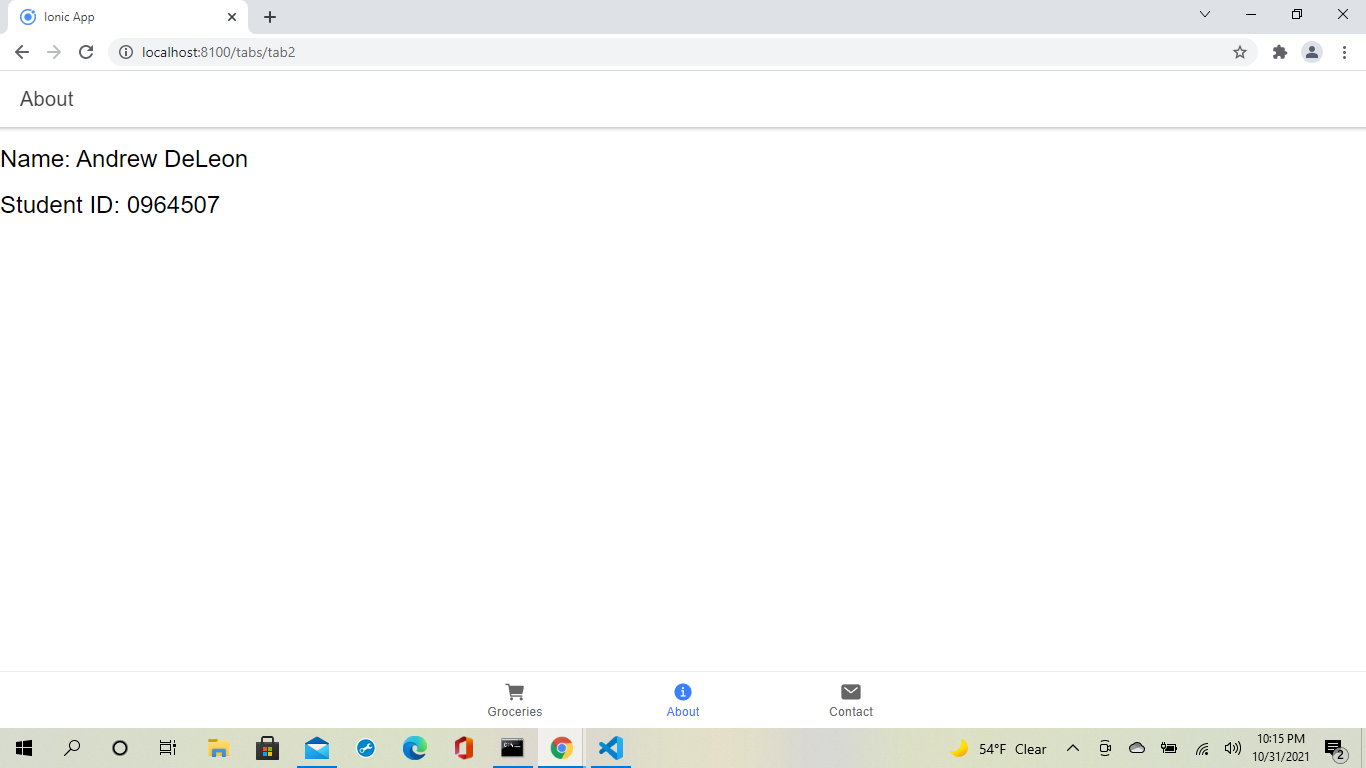 Ionic App
localhost:8100/tabs/tab2
About
Name: Andrew DeLeon
Student ID: 0964507
Groceries About Contact
54°F Clear
10:15 PM
10/31/2021
2